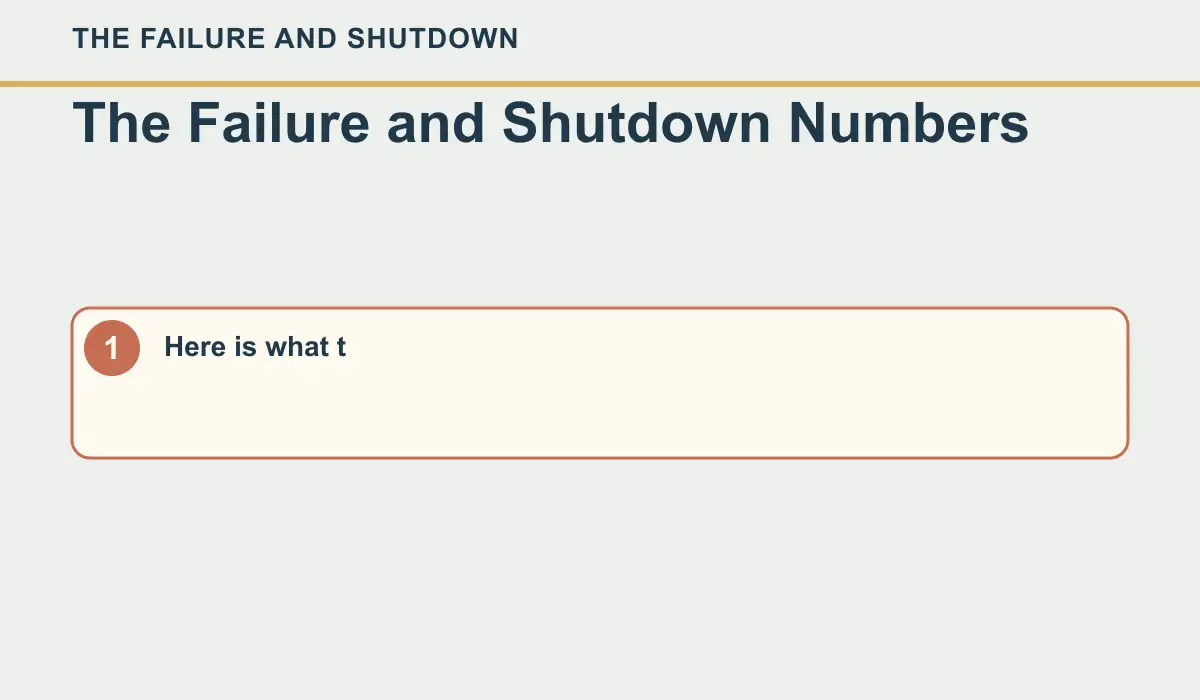 THE FAILURE AND SHUTDOWN
The Failure and Shutdown Numbers
1 Here is what t